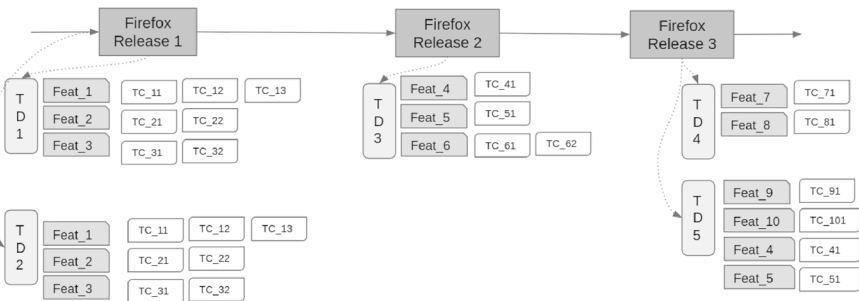 Firefox
Release 1
Firefox
Release 2
Firefox
Release 3
T
D
1
Feat_1
TC_11
TC_12
TC_13
Feat_2
TC_21
TC_22
Feat_3
TC_31
TC_32
T
D
3
Feat_4
TC_41
Feat_5
TC_51
Feat_6
TC_61
TC_62
T
D
4
Feat_7
TC_71
Feat_8
TC_81
T
D
2
Feat_1
TC_11
TC_12
TC_13
Feat_2
TC_21
TC_22
Feat_3
TC_31
TC_32
T
D
5
Feat_9
TC_91
Feat_10
TC_101
Feat_4
TC_41
Feat_5
TC_51